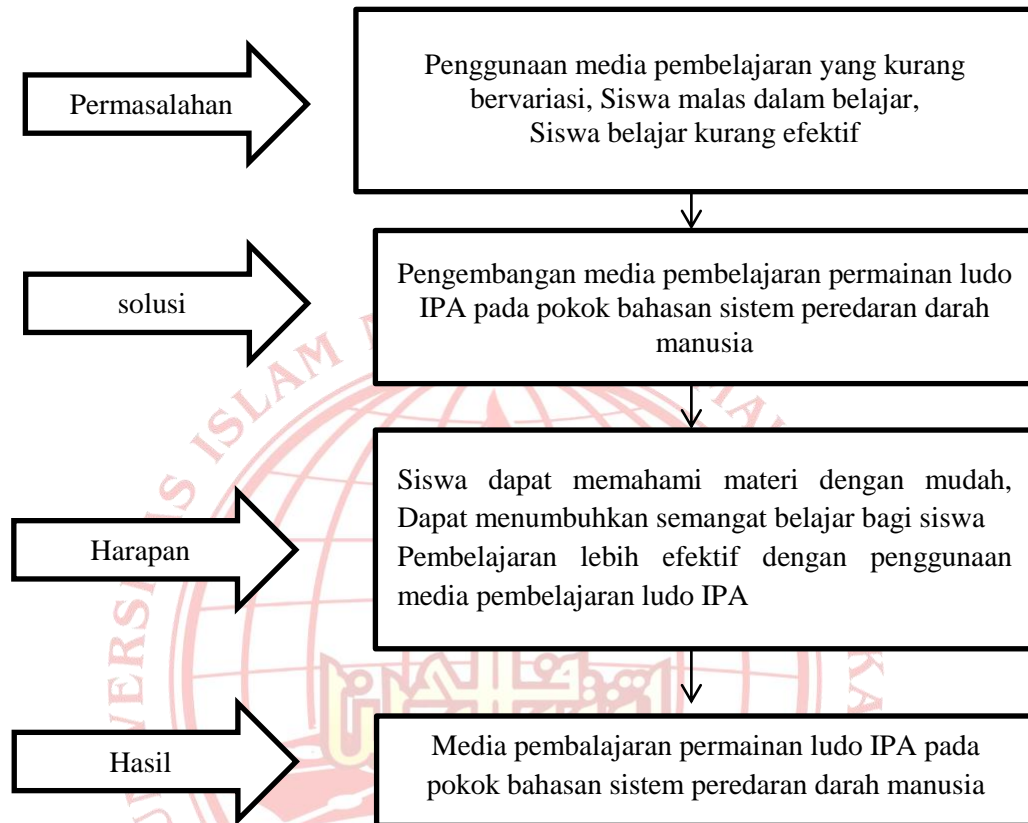 Permasalahan
Penggunaan media pembelajaran yang kurang
bervariasi, Siswa malas dalam belajar,
Siswa belajar kurang efektif
solusi
Pengembangan media pembelajaran permainan ludo
IPA pada pokok bahasan sistem peredaran darah
manusia
Harapan
Siswa dapat memahami materi dengan mudah,
Dapat menumbuhkan semangat belajar bagi siswa
Pembelajaran lebih efektif dengan penggunaan
media pembelajaran ludo IPA
Hasil
Media pembalajaran permainan ludo IPA pada
pokok bahasan sistem peredaran darah manusia
ISLAM